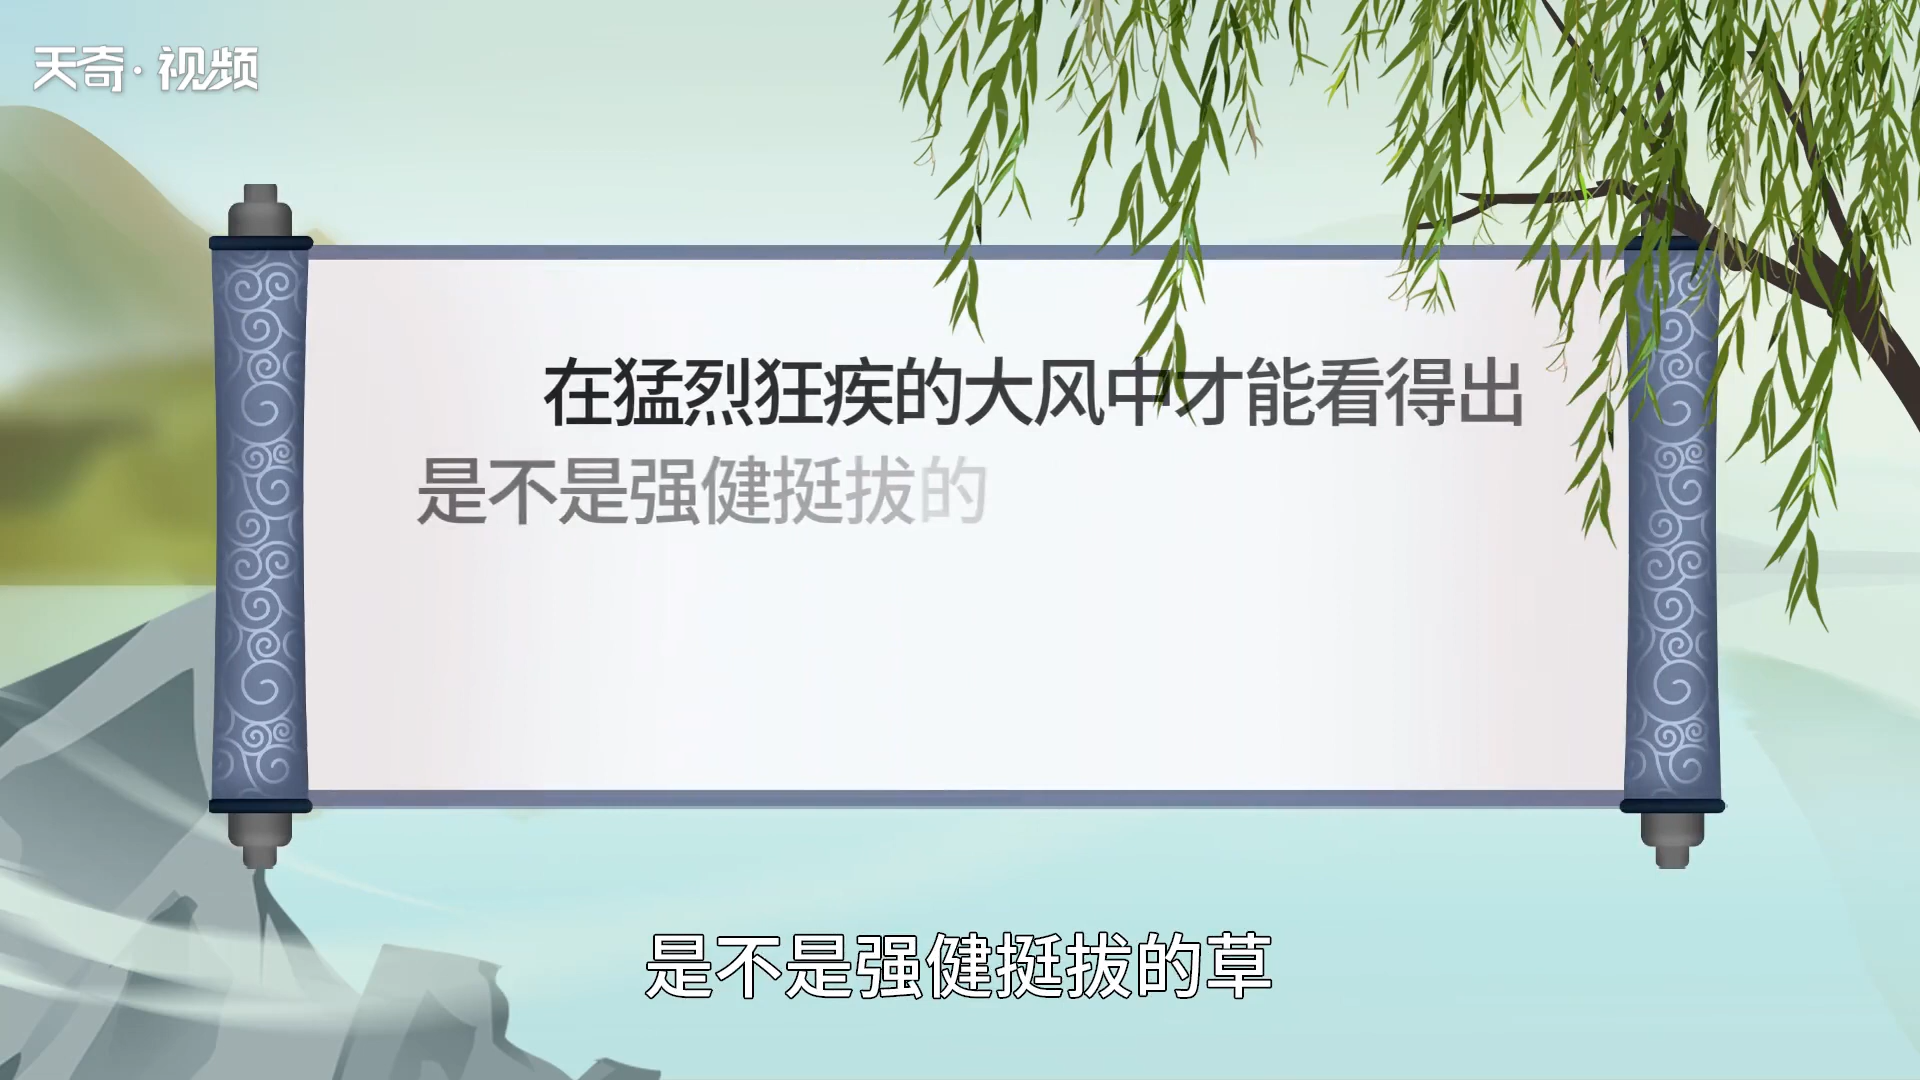 天奇·视频
在猛烈狂疾的大风中才能看得出
是不是强健挺拔的
是不是强健挺拔的草